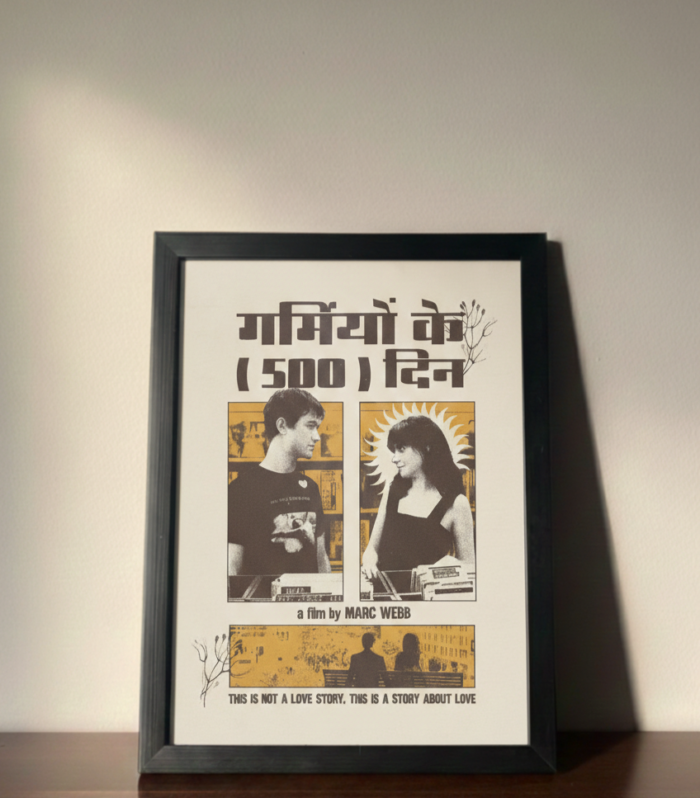 गर्मियों के
( 500 ) दिन
a film by MARC WEBB
THIS IS NOT A LOVE STORY. THIS IS A STORY ABOUT LOVE